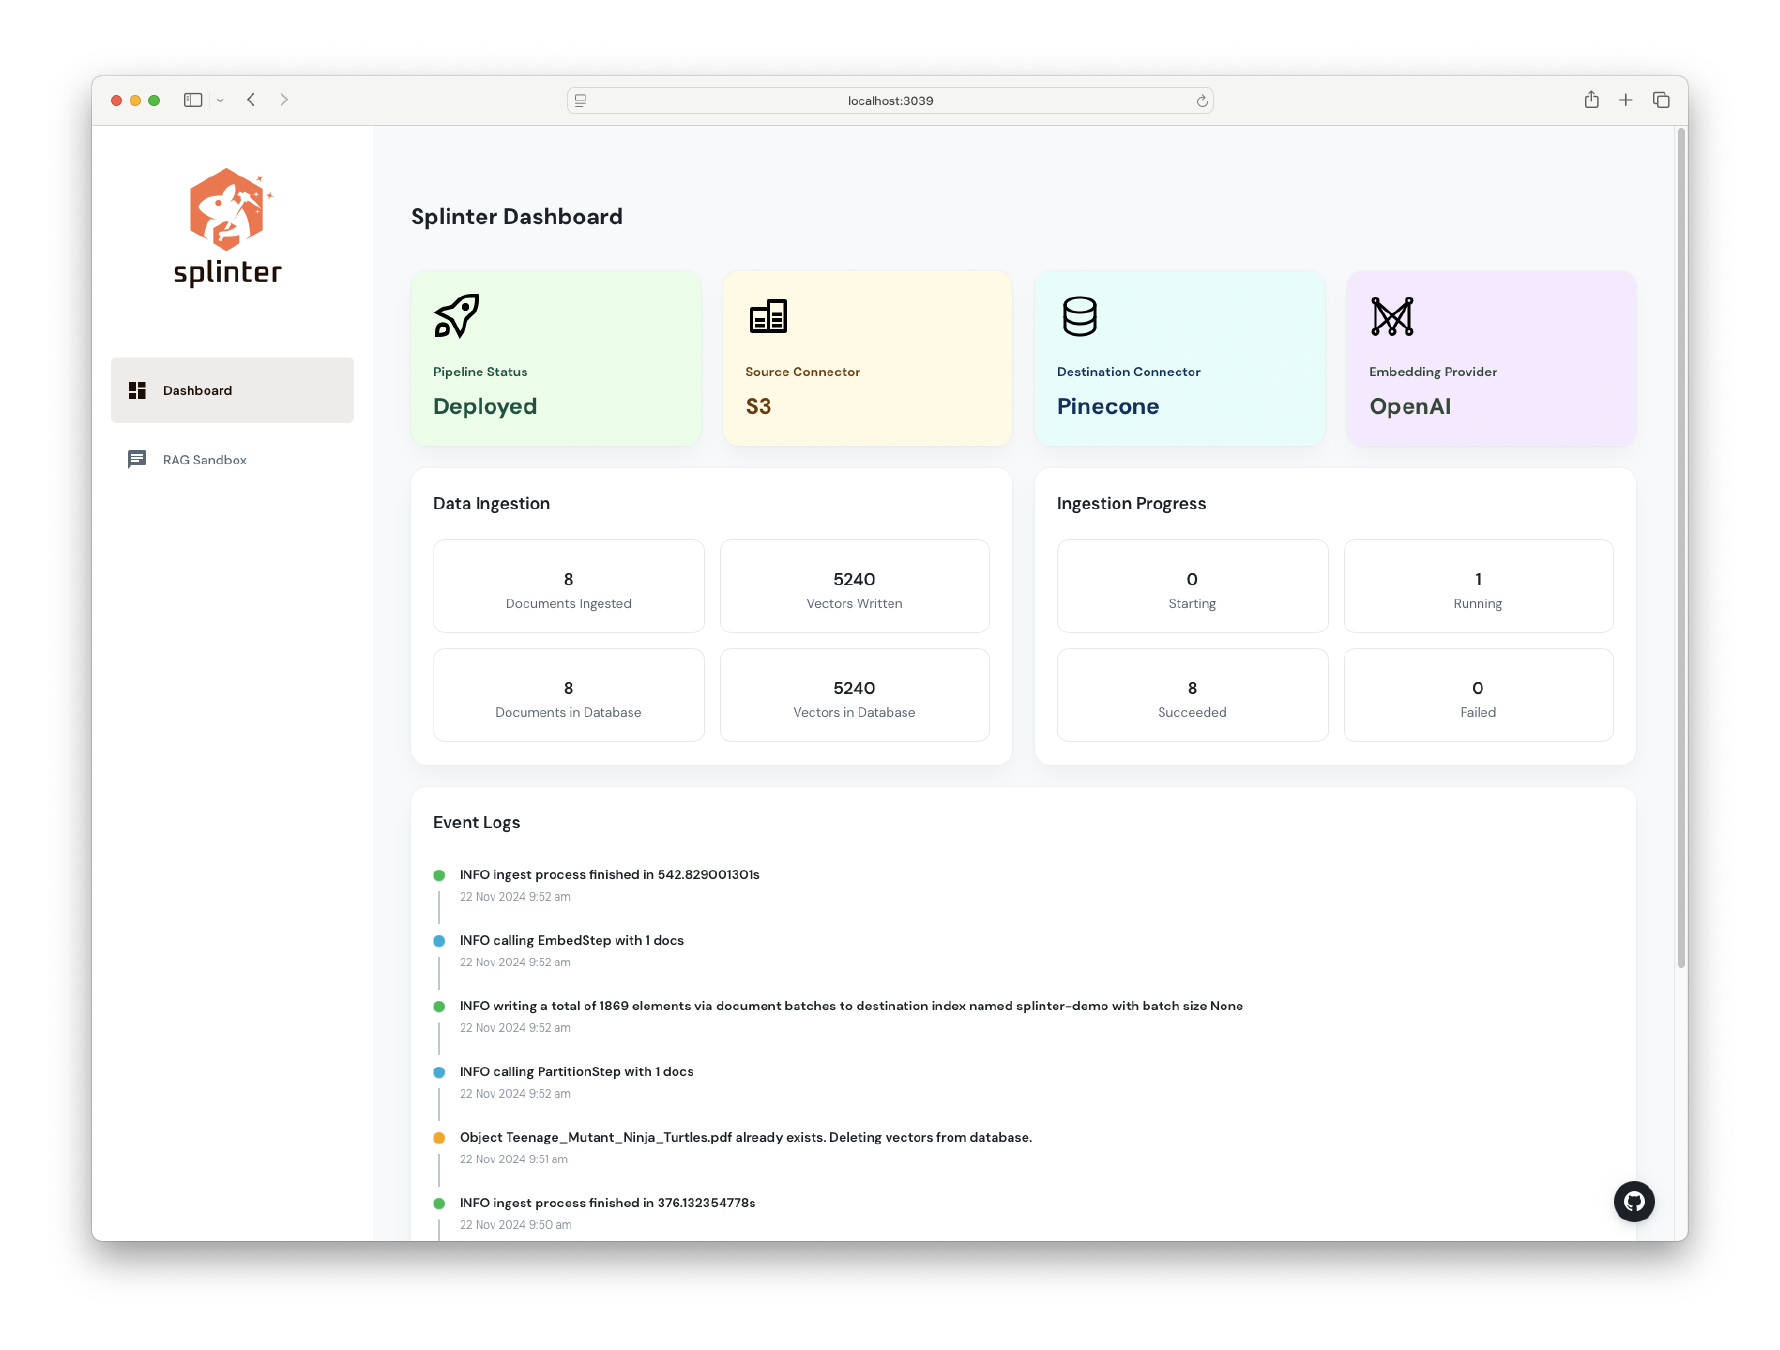 localhost:3039
splinter
Dashboard
RAG Sandbox
Splinter Dashboard
Pipeline Status
Deployed
Source Connector
S3
Destination Connector
Pinecone
Embedding Provider
OpenAI
Data Ingestion
8
Documents Ingested
5240
Vectors Written
8
Documents in Database
5240
Vectors in Database
Ingestion Progress
0
Starting
1
Running
8
Succeeded
0
Failed
Event Logs
INFO ingest process finished in 542.829001301s
22 Nov 2024 9:52 am
INFO calling EmbedStep with 1 docs
22 Nov 2024 9:52 am
INFO writing a total of 1869 elements via document batches to destination index named splinter-demo with batch size None
22 Nov 2024 9:52 am
INFO calling PartitionStep with 1 docs
22 Nov 2024 9:52 am
Object Teenage_Mutant_Ninja_Turtles.pdf already exists. Deleting vectors from database.
22 Nov 2024 9:51 am
INFO ingest process finished in 376.132354778s
22 Nov 2024 9:50 am